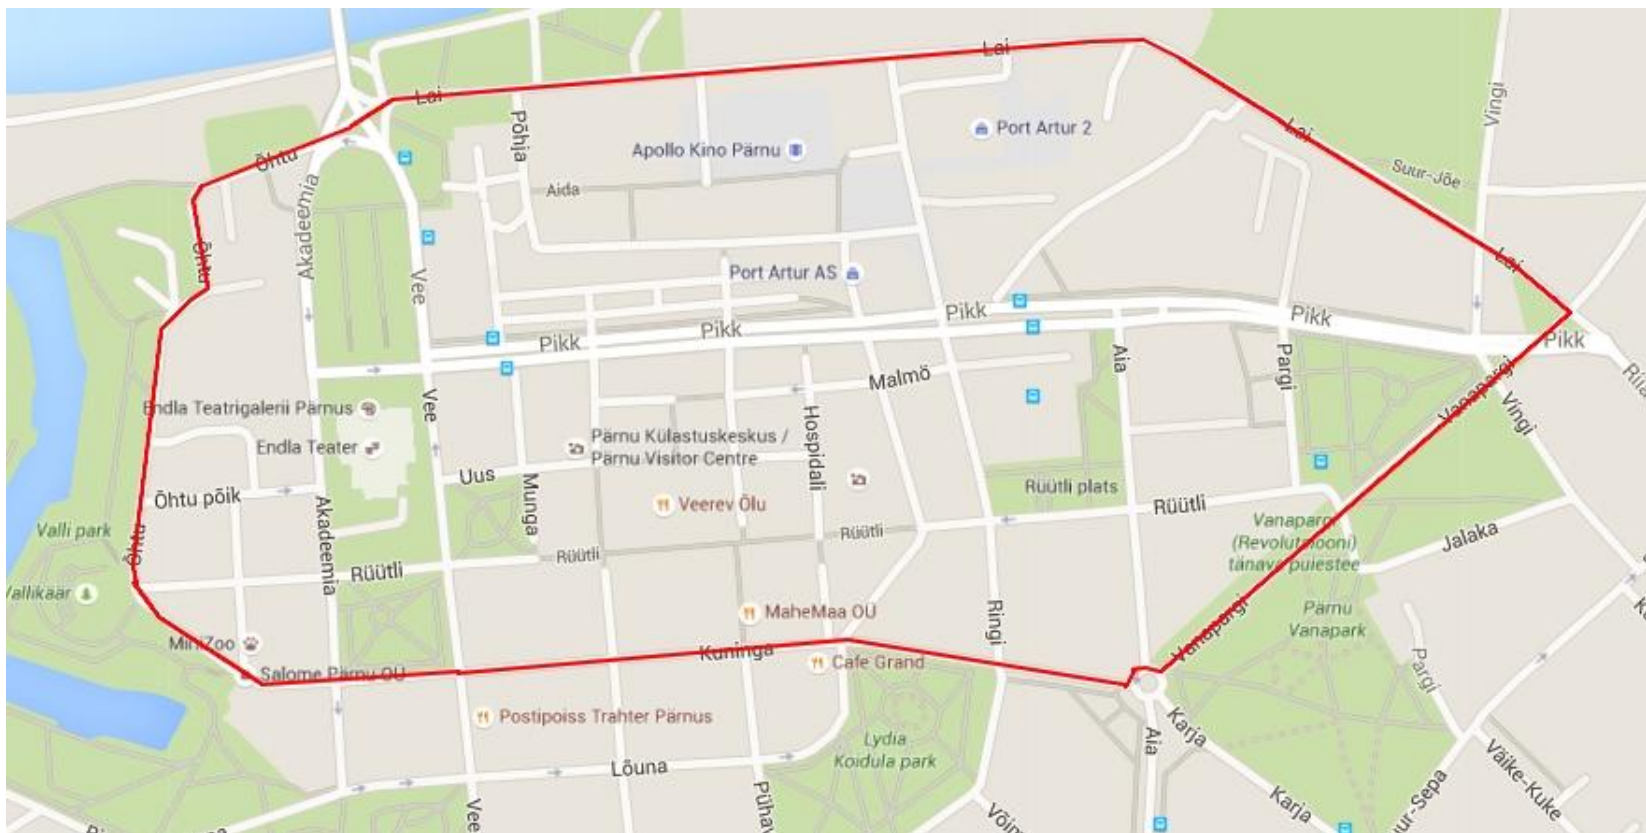 Lai
Lai
Vingi
Põhja
Port Artur 2
Apollo Kino Pärnu
Lai
Õhtu
Suur-Jõe
Aida
Akadeemia
Õhtu
Vee
Port Artur AS
Lai
Pikk
Pikk
Pikk
Pikk
Pikk
Aia
Pargi
Malmö
Vanapargi
Vingi
Vee
Endla Teatrigalerii Pärnus
Endla Teater
Hospidali
Pärnu Külastuskeskus /
Pärnu Visitor Centre
Uus
Munga
Rüütli plats
Õhtu põik
Akadeemia
Veerev Õlu
Rüütli
Valli park
Õhtu
Rüütli
Vanapargi
(Revolutsiooni)
tänava puiestee
Jalaka
Rüütli
Rüütli
Vallikäär
MaheMaa OÜ
Ringi
Pärnu
Vanapark
MiniZoo
Kuninga
Vanapargi
Cafe Grand
Salome Pärnu OÜ
Pargi
Postipoiss Trahter Pärnus
Karja
Lydia
Koidula park
Aia
Lõuna
Väike-Kuke
Karja
Vee